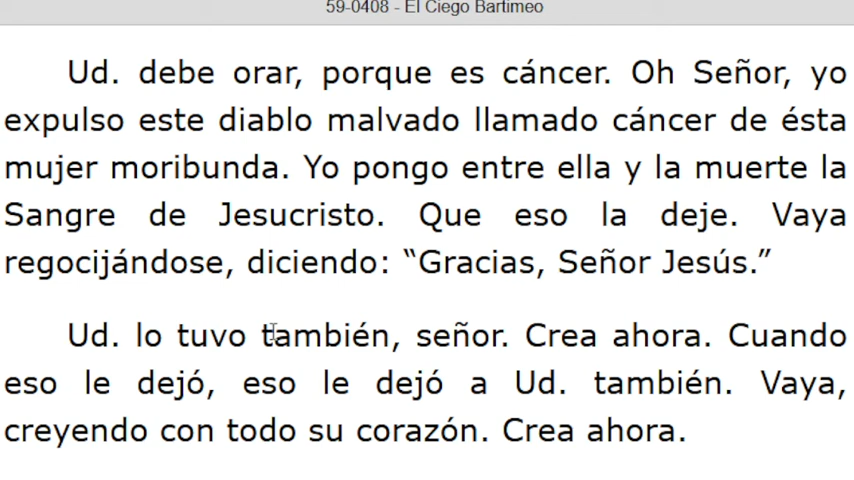 59-0408 - El Ciego Bartimeo
Ud. debe orar, porque es cáncer. Oh Señor, yo
expulso este diablo malvado llamado cáncer de ésta
mujer moribunda. Yo pongo entre ella y la muerte la
Sangre de Jesucristo. Que eso la deje. Vaya
regocijándose, diciendo: “Gracias, Señor Jesús.”
Ud. lo tuvo también, señor. Crea ahora. Cuando
eso le dejó, eso le dejó a Ud. también. Vaya,
creyendo con todo su corazón. Crea ahora.